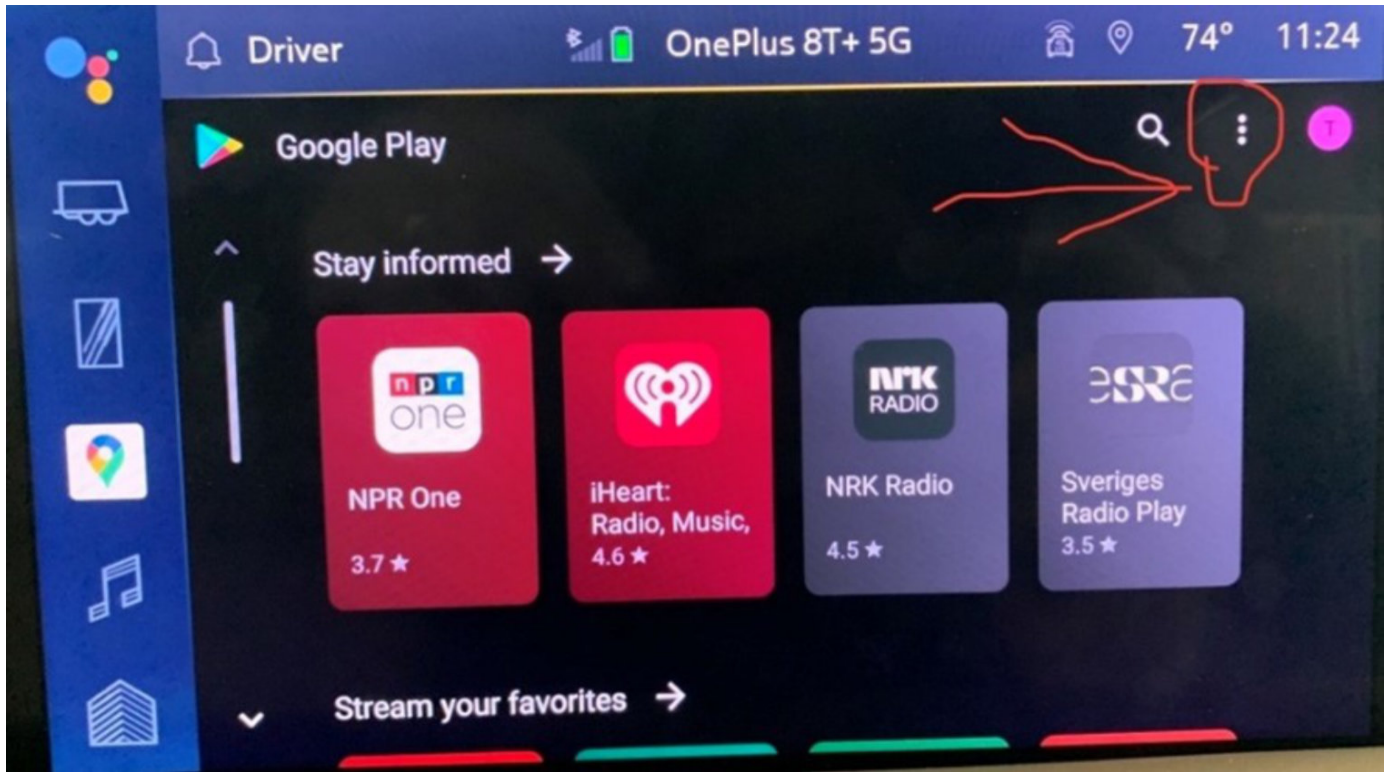 Driver
OnePlus 8T+ 5G
74°
11:24
Google Play
T
Stay informed →
npr
one
NPR One
3.7 ★
iHeart:
Radio, Music,
4.6 ★
NRK
RADIO
NRK Radio
4.5 ★
Sveriges
Radio Play
3.5 ★
Stream your favorites →